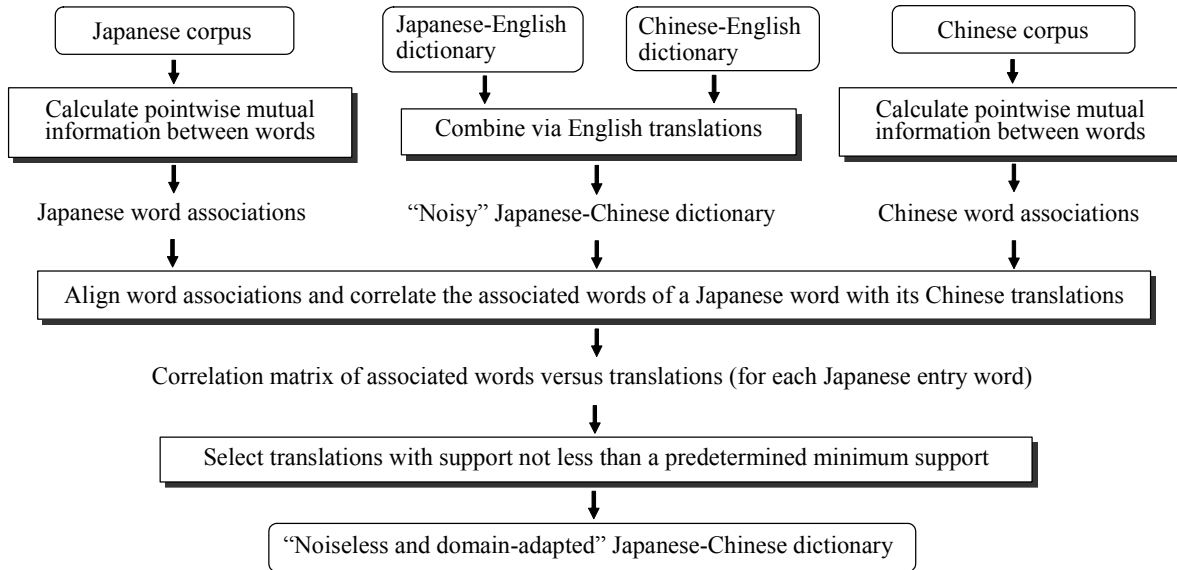 Japanese corpus
Japanese-English
dictionary
Chinese-English
dictionary
Chinese corpus
Calculate pointwise mutual
information between words
Combine via English translations
Calculate pointwise mutual
information between words
Japanese word associations
“Noisy” Japanese-Chinese dictionary
Chinese word associations
Align word associations and correlate the associated words of a Japanese word with its Chinese translations
Correlation matrix of associated words versus translations (for each Japanese entry word)
Select translations with support not less than a predetermined minimum support
“Noiseless and domain-adapted” Japanese-Chinese dictionary